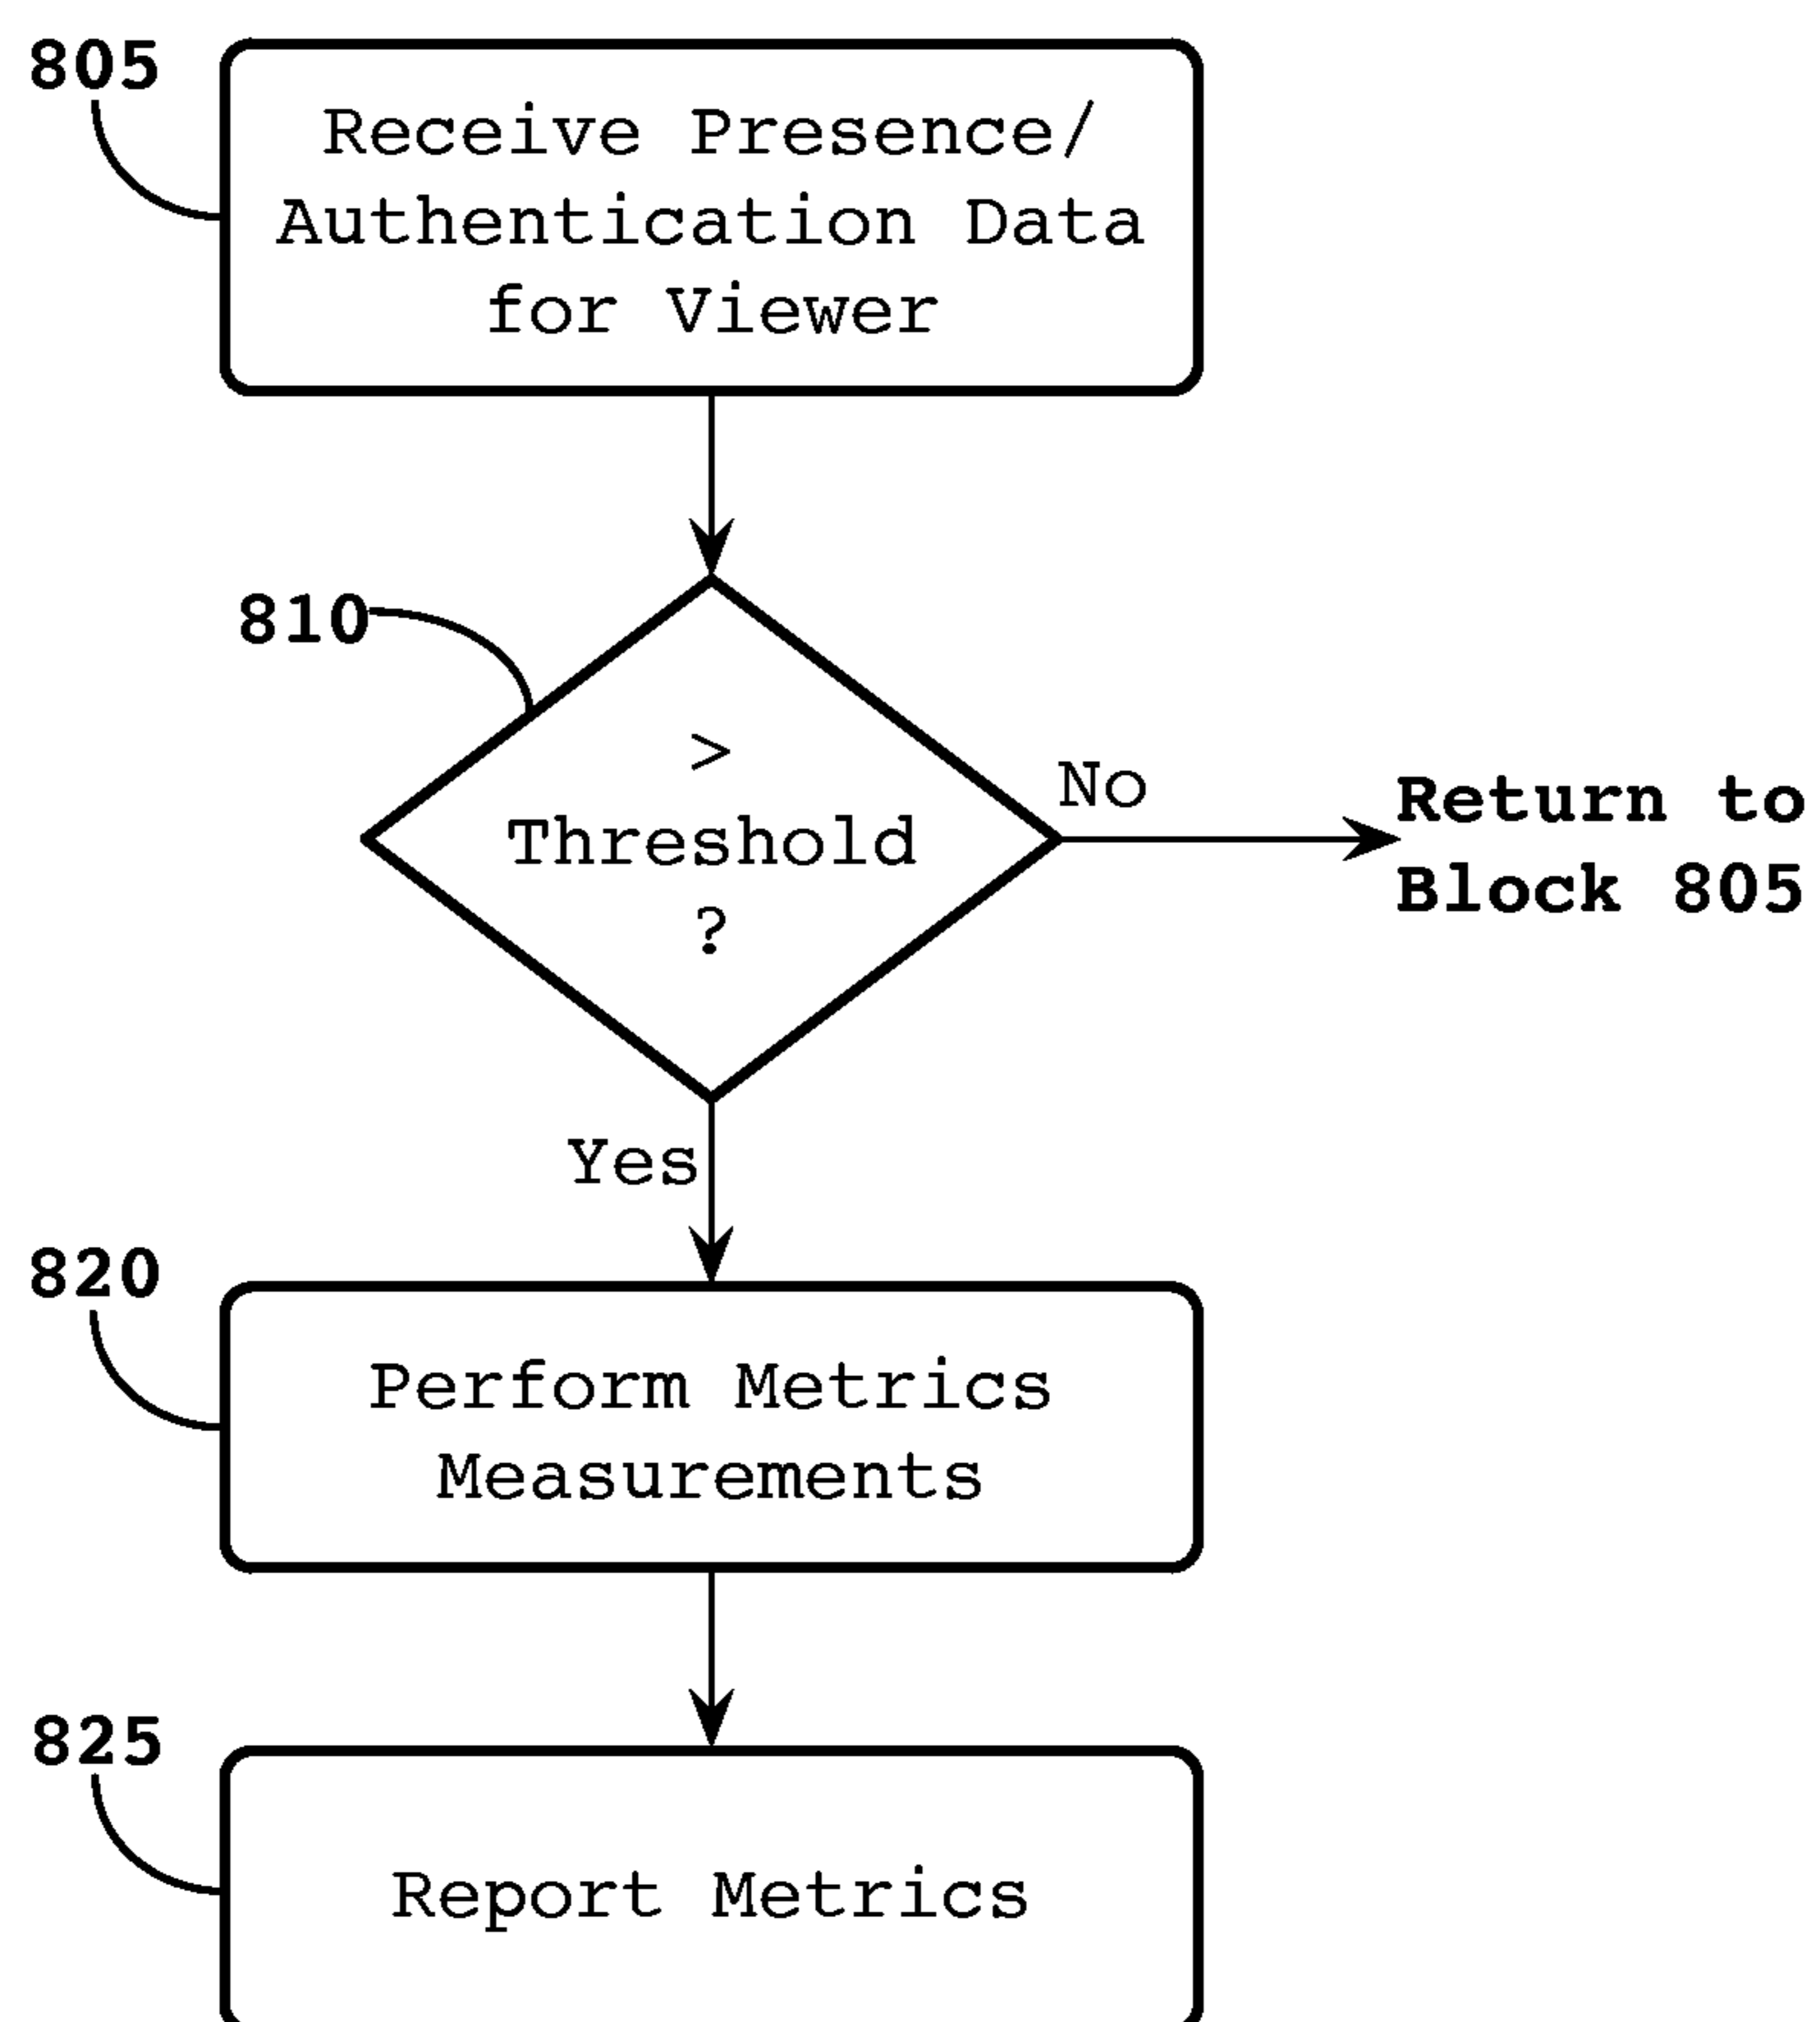 805
Receive Presence/
Authentication Data
for Viewer
810
>
Threshold
?
No
Return to
Block 805
Yes
820
Perform Metrics
Measurements
825
Report Metrics